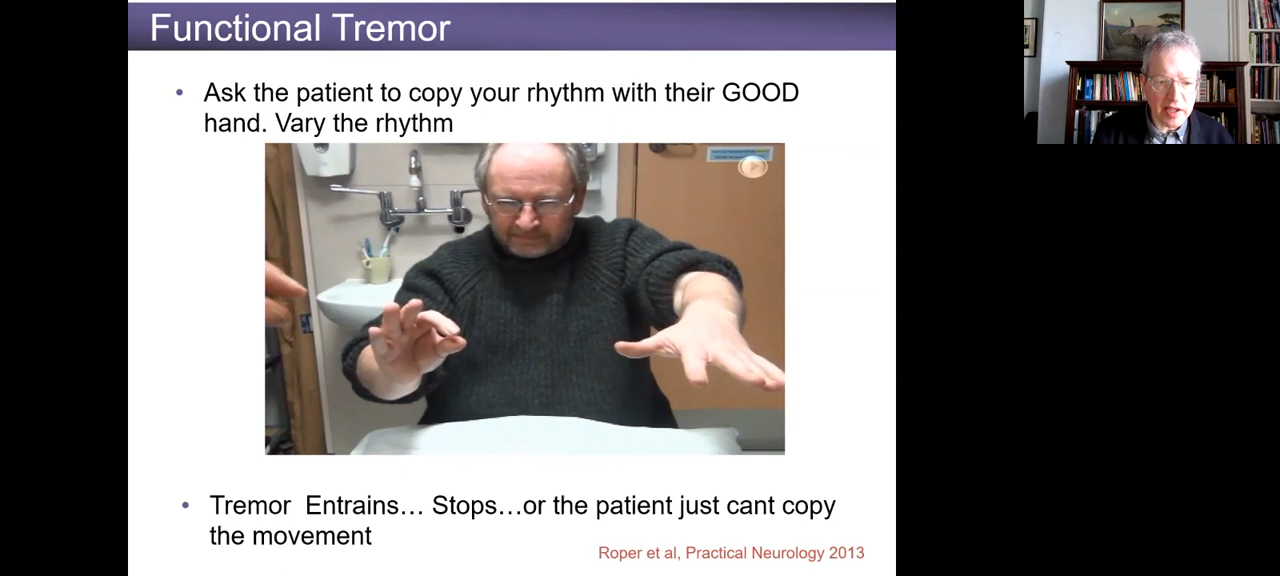 Functional Tremor
• Ask the patient to copy your rhythm with their GOOD
hand. Vary the rhythm
• Tremor Entrains… Stops…or the patient just cant copy
the movement
Roper et al, Practical Neurology 2013